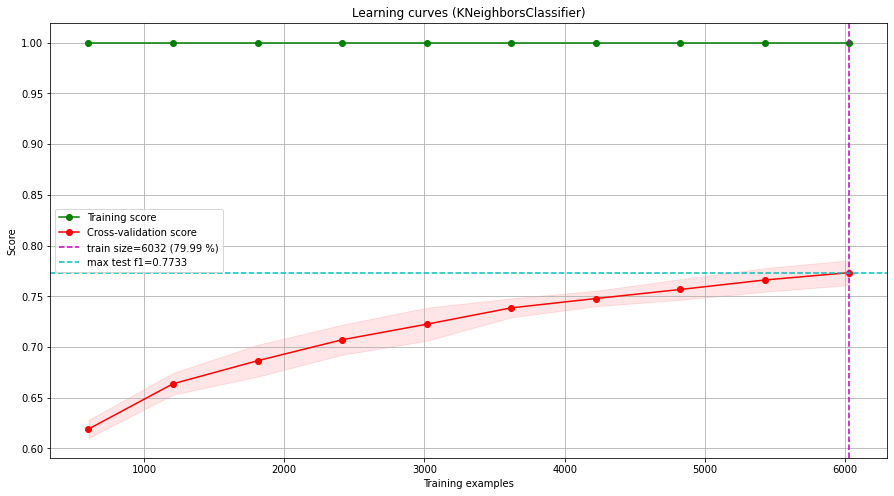 Learning curves (KNeighborsClassifier)
1.00
0.95
0.90
0.85
0.80
0.75
0.70
0.65
0.60
Score
Training score
Cross-validation score
train size=6032 (79.99 %)
max test f1=0.7733
1000 2000 3000 4000 5000 6000
Training examples